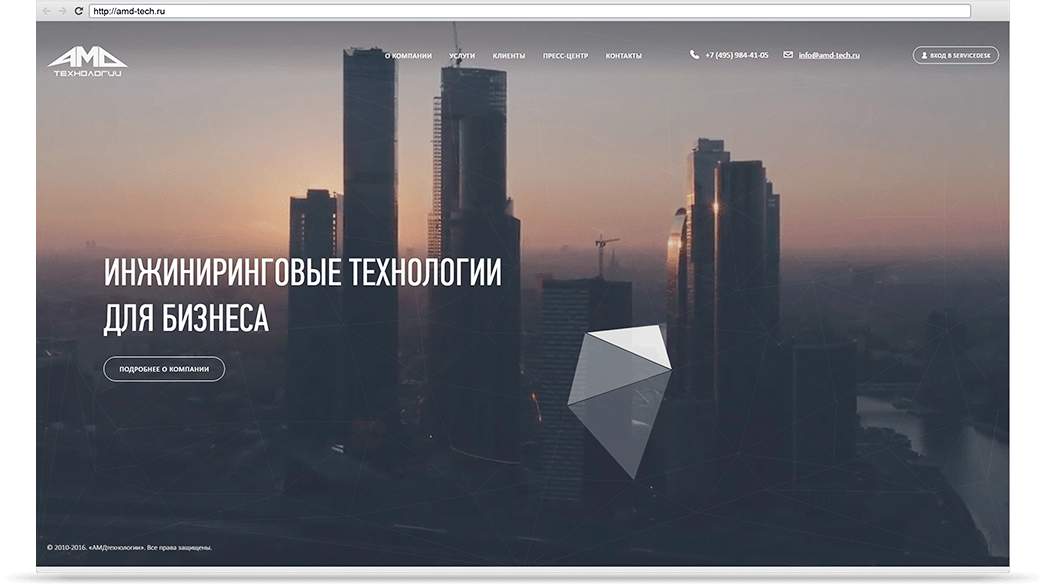 http://amd-tech.ru
АМD
ТЕХНОЛОГИИ
О КОМПАНИИ УСЛУГИ КЛИЕНТЫ ПРЕСС-ЦЕНТР КОНТАКТЫ +7 (495) 984-41-05 info@amd-tech.ru ВХОД В SERVICEDESK
ИНЖИНИРИНГОВЫЕ ТЕХНОЛОГИИ
ДЛЯ БИЗНЕСА
ПОДРОБНЕЕ О КОМПАНИИ
© 2010-2016, «АМДтехнологии». Все права защищены.